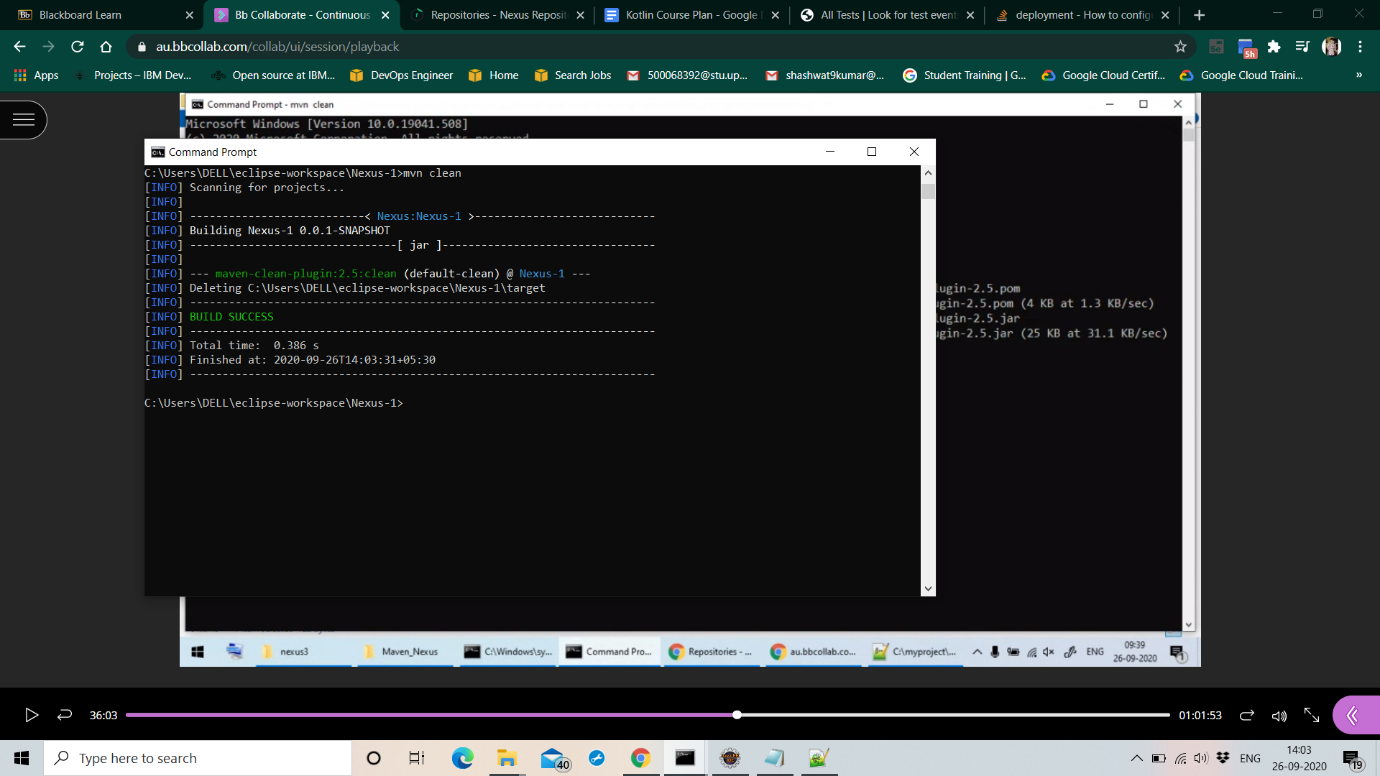 Blackboard Learn
Bb Collaborate - Continuous
Repositories - Nexus Reposit
Kotlin Course Plan - Google
All Tests | Look for test event
deployment - How to config
au.bbcollab.com/collab/ui/session/playback
5h
Apps
Projects – IBM Dev...
Open source at IBM...
DevOps Engineer
Home
Search Jobs
500068392@stu.up...
shashwat9kumar@...
Student Training | G...
Google Cloud Certif...
Google Cloud Traini...
»
Command Prompt - mvn clean
Microsoft Windows [Version 10.0.19041.508]
Command Prompt
C:\Users\DELL\eclipse-workspace\Nexus-1>mvn clean
[INFO] Scanning for projects...
[INFO]
[INFO] ---------------------------< Nexus:Nexus-1 >----------------------------
[INFO] Building Nexus-1 0.0.1-SNAPSHOT
[INFO] --------------------------------[ jar ]---------------------------------
[INFO]
[INFO] --- maven-clean-plugin:2.5:clean (default-clean) @ Nexus-1 ---
[INFO] Deleting C:\Users\DELL\eclipse-workspace\Nexus-1\target
[INFO] ------------------------------------------------------------------------
[INFO] BUILD SUCCESS
[INFO] ------------------------------------------------------------------------
[INFO] Total time:  0.386 s
[INFO] Finished at: 2020-09-26T14:03:31+05:30
[INFO] ------------------------------------------------------------------------
C:\Users\DELL\eclipse-workspace\Nexus-1>
lugin-2.5.pom
ugin-2.5.pom (4 KB at 1.3 KB/sec)
lugin-2.5.jar
ugin-2.5.jar (25 KB at 31.1 KB/sec)
nexus3
Maven_Nexus
C:\Windows\sy...
Command Pro...
Repositories - ...
au.bbcollab.co...
C:\myproject\...
ENG
09:39
26-09-2020
1
36:03
01:01:53
Type here to search
40
ENG
14:03
26-09-2020
19